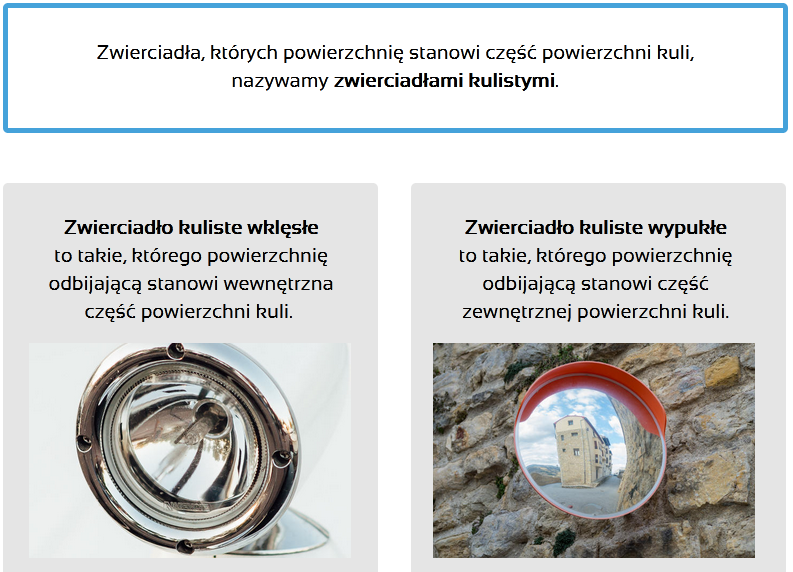 Zwierciadła, których powierzchnię stanowi część powierzchni kuli,
nazywamy zwierciadłami kulistymi.
Zwierciadło kuliste wklęsłe
to takie, którego powierzchnię
odbijającą stanowi wewnętrzna
część powierzchni kuli.
Zwierciadło kuliste wypukłe
to takie, którego powierzchnię
odbijającą stanowi część
zewnętrznej powierzchni kuli.